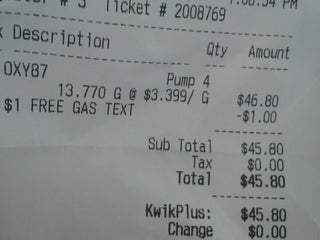 # 3 Ticket # 2008769
Description Qty Amount
OXY87 Pump 4
13.770 G @ $3.399/ G $46.80
$1 FREE GAS TEXT -$1.00
Sub Total $45.80
Tax $0.00
Total $45.80
KwikPlus: $45.80
Change $0.00